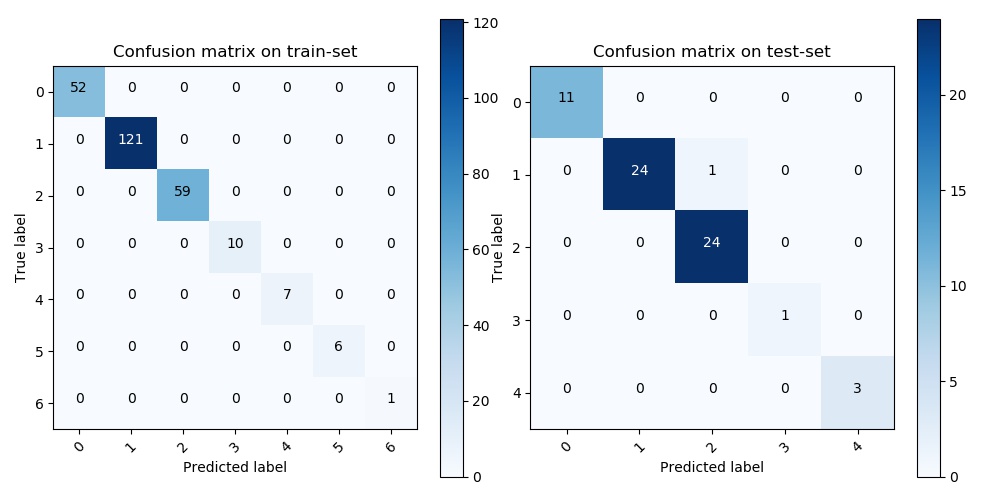 Confusion matrix on train-set
0 52 0 0 0 0 0 0
1 0 121 0 0 0 0 0
2 0 0 59 0 0 0 0
3 0 0 0 10 0 0 0
4 0 0 0 0 7 0 0
5 0 0 0 0 0 6 0
6 0 0 0 0 0 0 1
0 1 2 3 4 5 6
True label
Predicted label
120
100
80
60
40
20
0
Confusion matrix on test-set
0 11 0 0 0 0
1 0 24 1 0 0
2 0 0 24 0 0
3 0 0 0 1 0
4 0 0 0 0 3
0 1 2 3 4
True label
Predicted label
20
15
10
5
0